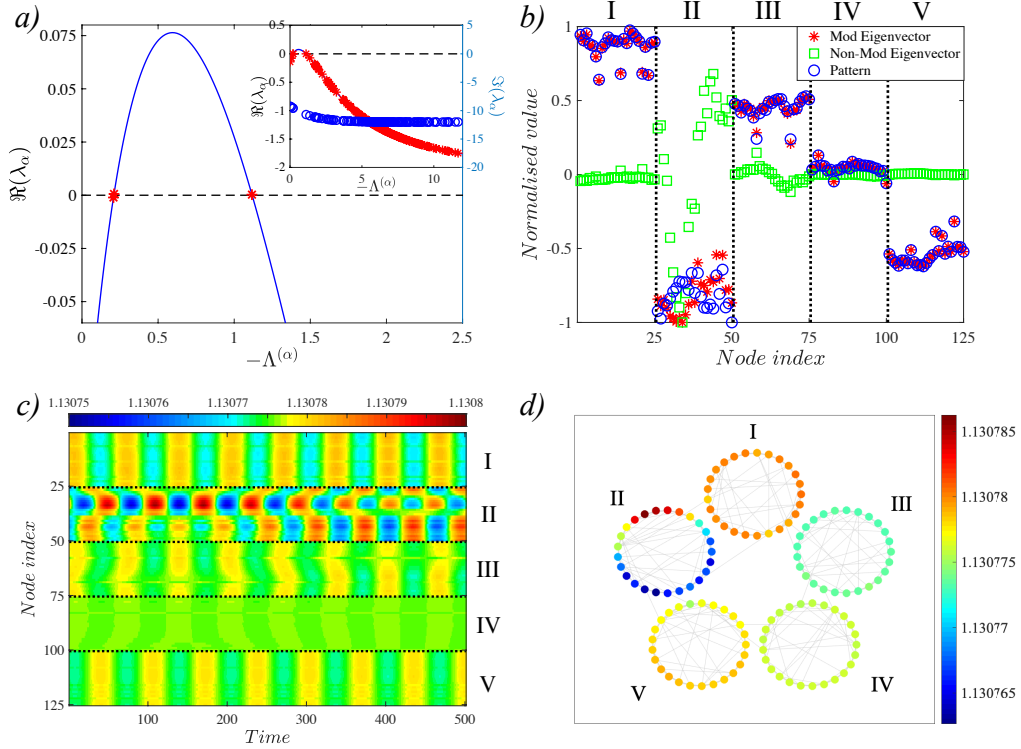 a)
0.075
0.05
0.025
0
-0.025
-0.05
ℜ(λα)
0 0.5 1 1.5 2 2.5
−Λ(α)
0
-0.5
-1
-1.5
-2
ℜ(λα)
5
0
-5
-10
-15
-20
ℑ(λα)
0 5 10
−Λ(α)
b)
I II III IV V
Mod Eigenvector
Non-Mod Eigenvector
Pattern
1
0.5
0
-0.5
-1
Normalised value
25 50 75 100 125
Node index
c)
1.13075 1.13076 1.13077 1.13078 1.13079 1.1308
25
50
75
100
125
Node index
I
II
III
IV
V
100 200 300 400 500
Time
d)
I
II
III
V
IV
1.130785
1.13078
1.130775
1.13077
1.130765